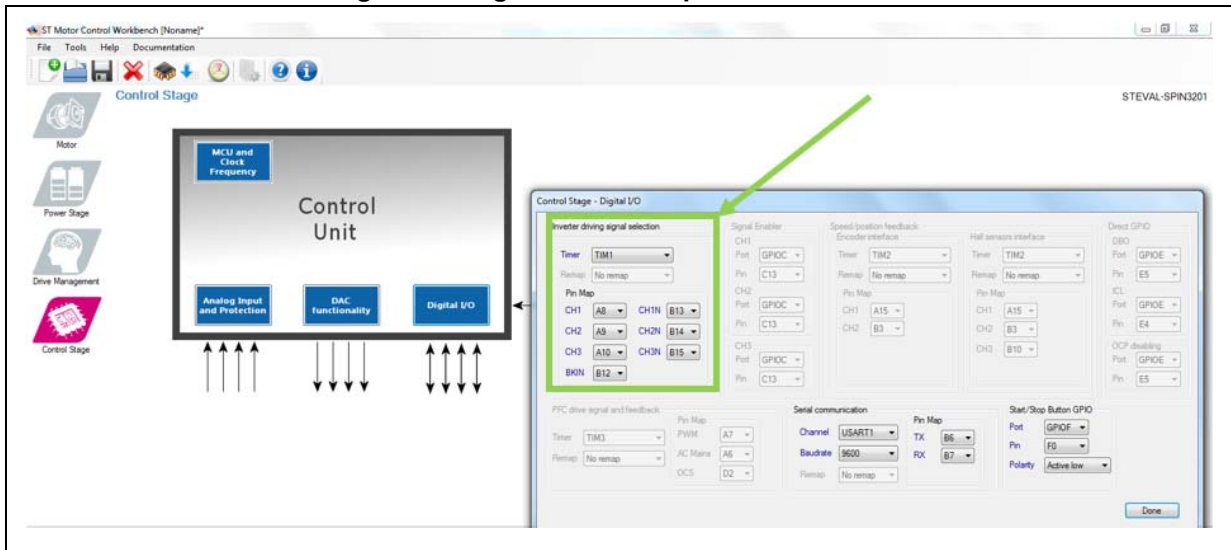 ST Motor Control Workbench [Noname]*
File Tools Help Documentation
Control Stage
STEVAL-SPIN3201
Motor
Power Stage
Drive Management
Control Stage
MCU and
Clock
Frequency
Control
Unit
Analog Input
and Protection
DAC
functionality
Digital I/O
Control Stage - Digital I/O
Inverter driving signal selection
Timer TIM1
Remap No remap
Pin Map
CH1 A8 CH1N B13
CH2 A9 CH2N B14
CH3 A10 CH3N B15
BKIN B12
Signal Enabler
CH1
Port GPIOC
Pin C13
CH2
Port GPIOC
Pin C13
CH3
Port GPIOC
Pin C13
Speed/position feedback
Encoder interface
Timer TIM2
Remap No remap
Pin Map
CH1 A15
CH2 B3
Hall sensors interface
Timer TIM2
Remap No remap
Pin Map
CH1 A15
CH2 B3
CH3 B10
Direct GPIO
DBO
Port GPIOE
Pin E5
ICL
Port GPIOE
Pin E4
OCP disabling
Port GPIOE
Pin E5
PFC drive signal and feedback
Timer TIM3
Remap No remap
Pin Map
PWM A7
AC Mains A6
OCS D2
Serial communication
Channel USART1
Baudrate 9600
Remap No remap
Pin Map
TX B6
RX B7
Start/Stop Button GPIO
Port GPIOF
Pin F0
Polarity Active low
Done